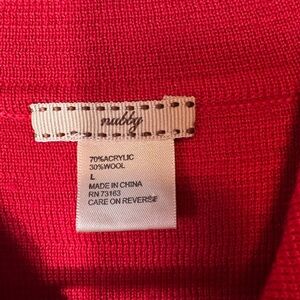 nubby
70%ACRYLIC
30%WOOL
L
MADE IN CHINA
RN 73163
CARE ON REVERSE